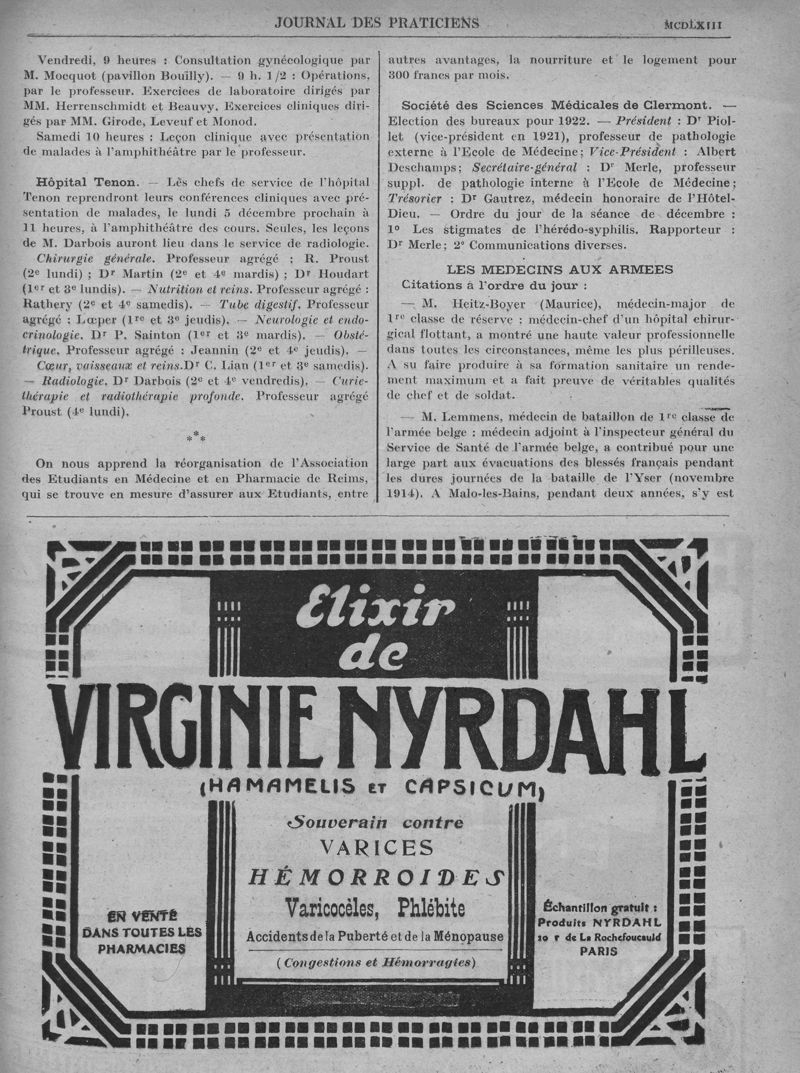 JOURNAL DES PRATICIENS
MCDLXIII
Vendredi, 9 heures : Consultation gynécologique par
M. Mocquot (pavillon Bouilly). — 9 h. 1/2 : Opérations,
par le professeur. Exercices de laboratoire dirigés par
MM. Herrenschmidt et Beauvy. Exercices cliniques diri-
gés par MM. Girode, Leveuf et Monod.
Samedi 10 heures : Leçon clinique avec présentation
de malades à l'amphithéâtre par le professeur.
Hôpital Tenon. — Les chefs de service de l'hôpital
Tenon reprendront leurs conférences cliniques avec pré-
sentation de malades, le lundi 5 décembre prochain à
11 heures, à l'amphithéâtre des cours. Seules, les leçons
de M. Darbois auront lieu dans le service de radiologie.
Chirurgie générale. Professeur agrégé : R. Proust
(2e lundi) ; Dr Martin (2e et 4e mardis) ; Dr Houdart
(1er et 3e lundis). — Nutrition et reins. Professeur agrégé :
Rathery (2e et 4e samedis). — Tube digestif. Professeur
agrégé : Lœper (1re et 3e jeudis). — Neurologie et endo-
crinologie. Dr P. Sainton (1er et 3e mardis). — Obsté-
trique. Professeur agrégé : Jeannin (2e et 4e jeudis). —
Cœur, vaisseaux et reins.Dr C. Lian (1er et 3e samedis).
— Radiologie. Dr Darbois (2e et 4e vendredis). — Curie-
thérapie et radiothérapie profonde. Professeur agrégé
Proust (4e lundi).
***
On nous apprend la réorganisation de l'Association
des Etudiants en Médecine et en Pharmacie de Reims,
qui se trouve en mesure d'assurer aux Etudiants, entre
autres avantages, la nourriture et le logement pour
300 francs par mois.
Société des Sciences Médicales de Clermont. —
Election des bureaux pour 1922. — Président : Dr Piol-
let (vice-président en 1921), professeur de pathologie
externe à l'Ecole de Médecine; Vice-Président : Albert
Deschamps; Secrétaire-général : Dr Merle, professeur
suppl. de pathologie interne à l'Ecole de Médecine;
Trésorier : Dr Gautrez, médecin honoraire de l'Hôtel-
Dieu. — Ordre du jour de la séance de décembre :
1° Les stigmates de l'hérédo-syphilis. Rapporteur :
Dr Merle; 2° Communications diverses.
LES MEDECINS AUX ARMEES
Citations à l'ordre du jour :
— M. Heitz-Boyer (Maurice), médecin-major de
1re classe de réserve : médecin-chef d'un hôpital chirur-
gical flottant, a montré une haute valeur professionnelle
dans toutes les circonstances, même les plus périlleuses.
A su faire produire à sa formation sanitaire un rende-
ment maximum et a fait preuve de véritables qualités
de chef et de soldat.
— M. Lemmens, médecin de bataillon de 1re classe de
l'armée belge : médecin adjoint à l'inspecteur général du
Service de Santé de l'armée belge, a contribué pour une
large part aux évacuations des blessés français pendant
les dures journées de la bataille de l'Yser (novembre
1914). A Malo-les-Bains, pendant deux années, s'y est
Elixir
de
VIRGINIE NYRDAHL
(HAMAMELIS ET CAPSICUM)
Souverain contre
VARICES
HÉMORROIDES
Varicocèles, Phlébite
Accidents de la Puberté et de la Ménopause
(Congestions et Hémorragies)
EN VENTE
DANS TOUTES LES
PHARMACIES
Échantillon gratuit :
Produits NYRDAHL
20 r de La Rochefoucauld
PARIS